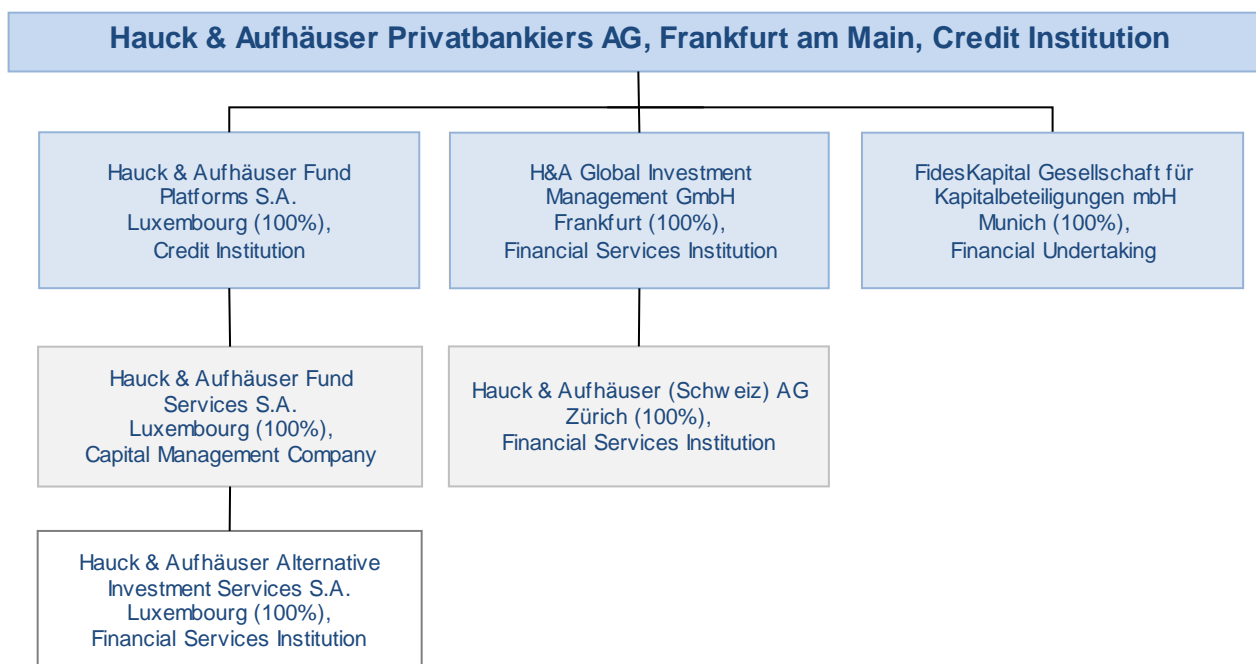 Hauck & Aufhäuser Privatbankiers AG, Frankfurt am Main, Credit Institution
Hauck & Aufhäuser Fund
Platforms S.A.
Luxembourg (100%),
Credit Institution
H&A Global Investment
Management GmbH
Frankfurt (100%),
Financial Services Institution
FidesKapital Gesellschaft für
Kapitalbeteiligungen mbH
Munich (100%),
Financial Undertaking
Hauck & Aufhäuser Fund
Services S.A.
Luxembourg (100%),
Capital Management Company
Hauck & Aufhäuser (Schweiz) AG
Zürich (100%),
Financial Services Institution
Hauck & Aufhäuser Alternative
Investment Services S.A.
Luxembourg (100%),
Financial Services Institution